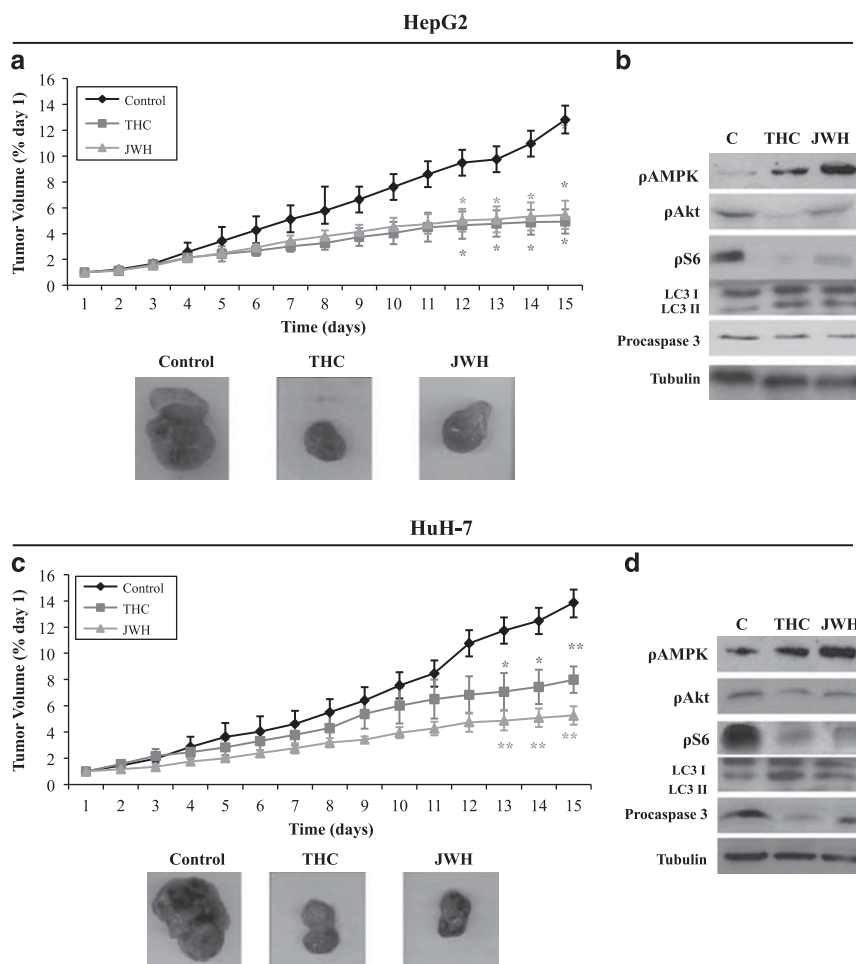 HepG2
a
Tumor Volume (% day 1)
16
14
12
10
8
6
4
2
0
Control
THC
JWH
* * * *
* * * *
1 2 3 4 5 6 7 8 9 10 11 12 13 14 15
Time (days)
Control THC JWH
b
C THC JWH
ρAMPK
ρAkt
ρS6
LC3 I
LC3 II
Procaspase 3
Tubulin
HuH-7
c
Tumor Volume (% day 1)
16
14
12
10
8
6
4
2
0
Control
THC
JWH
* * **
** ** **
1 2 3 4 5 6 7 8 9 10 11 12 13 14 15
Time (days)
Control THC JWH
d
C THC JWH
ρAMPK
ρAkt
ρS6
LC3 I
LC3 II
Procaspase 3
Tubulin